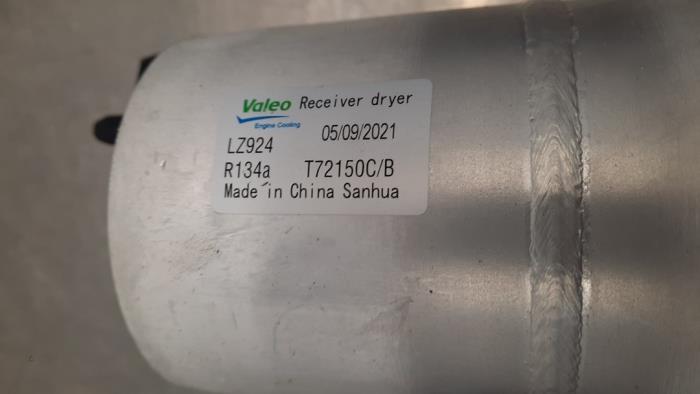 Valeo Receiver dryer
Engine Cooling
LZ924 05/09/2021
R134a T72150C/B
Made in China Sanhua